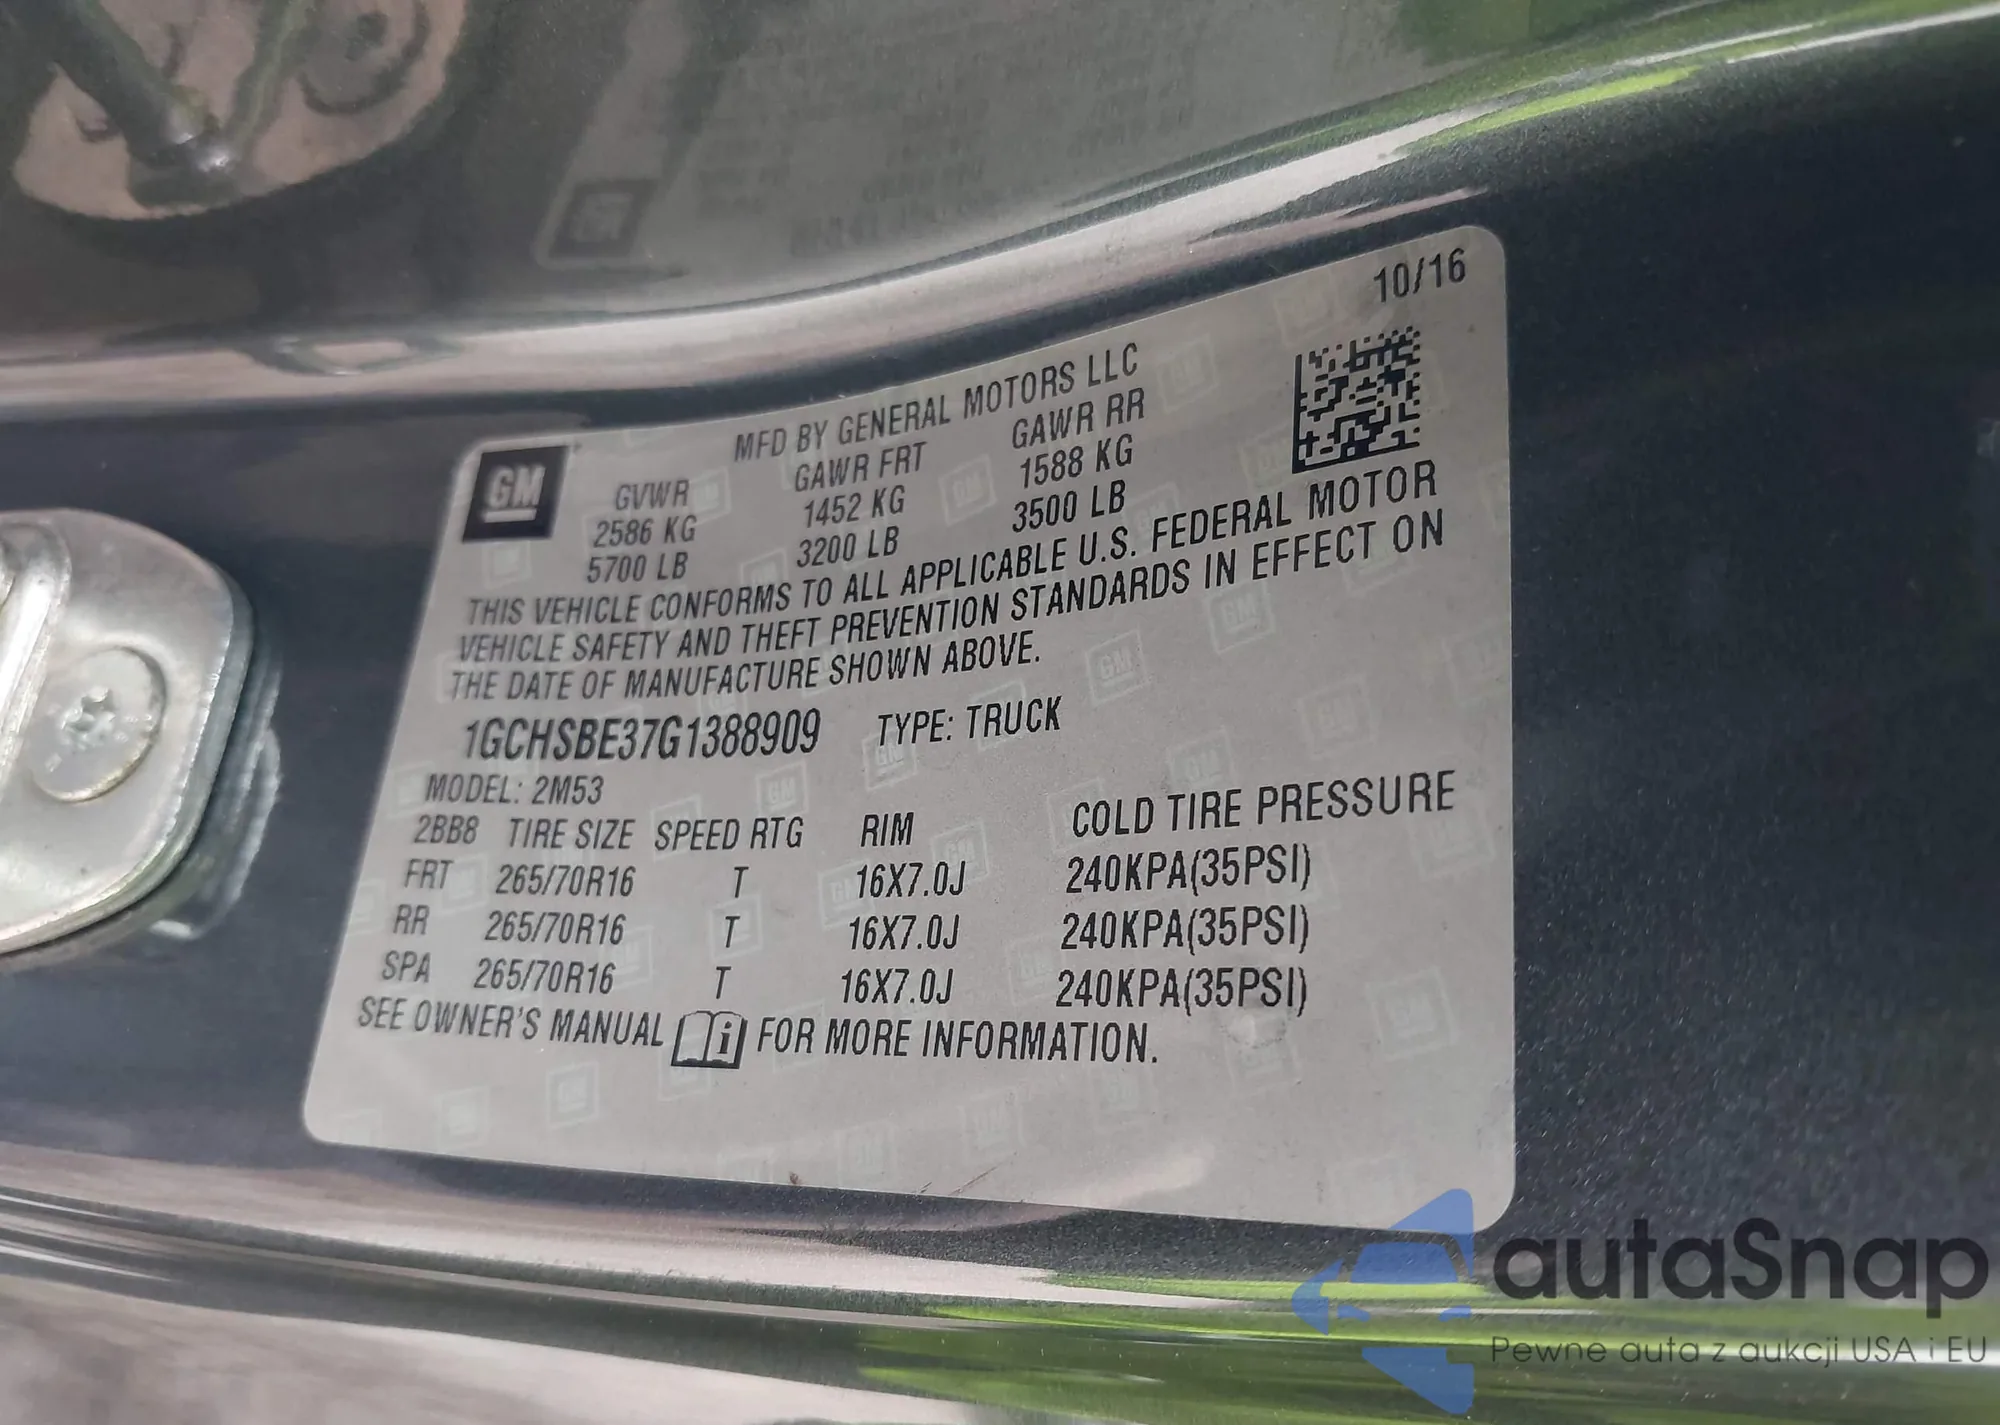 10/16
MFD BY GENERAL MOTORS LLC
GM
GVWR GAWR FRT GAWR RR
2586 KG 1452 KG 1588 KG
5700 LB 3200 LB 3500 LB
THIS VEHICLE CONFORMS TO ALL APPLICABLE U.S. FEDERAL MOTOR
VEHICLE SAFETY AND THEFT PREVENTION STANDARDS IN EFFECT ON
THE DATE OF MANUFACTURE SHOWN ABOVE.
1GCHSBE37G1388909 TYPE: TRUCK
MODEL: 2M53
2BB8 TIRE SIZE SPEED RTG RIM COLD TIRE PRESSURE
FRT 265/70R16 T 16X7.0J 240KPA(35PSI)
RR 265/70R16 T 16X7.0J 240KPA(35PSI)
SPA 265/70R16 T 16X7.0J 240KPA(35PSI)
SEE OWNER'S MANUAL i FOR MORE INFORMATION.
autaSnap
Pewne auta z aukcji USA i EU